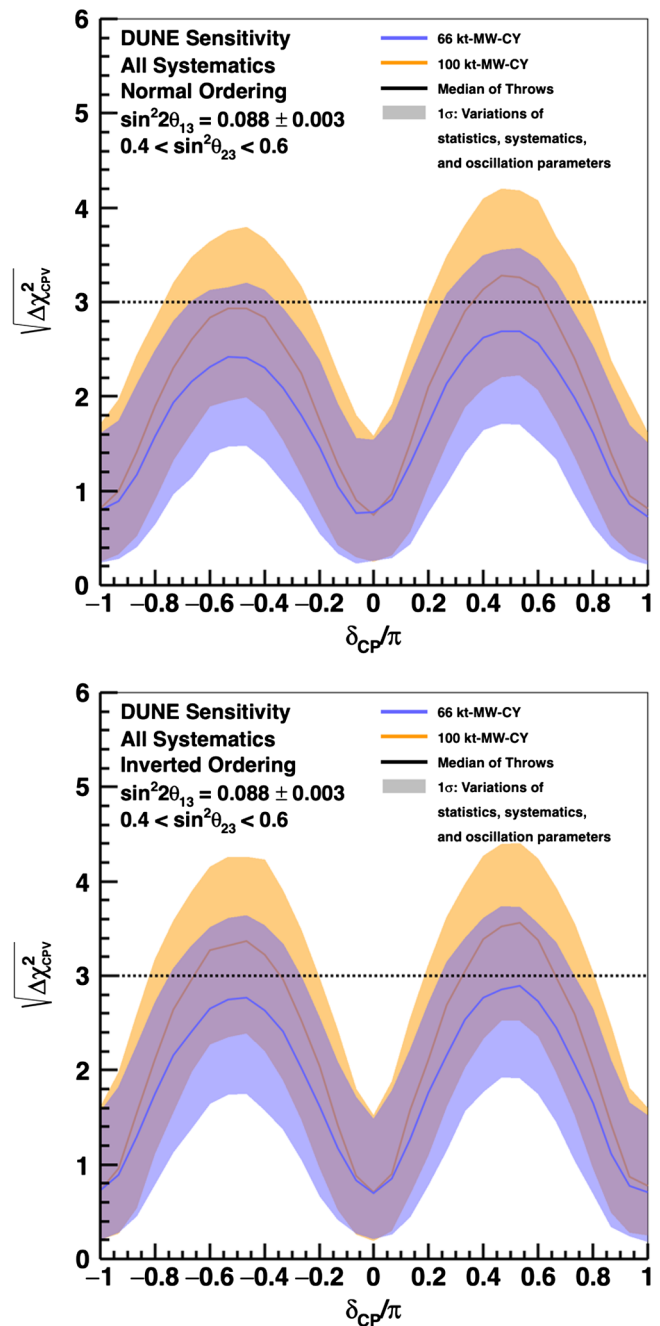 DUNE Sensitivity
All Systematics
Normal Ordering
sin²2θ₁₃ = 0.088 ± 0.003
0.4 < sin²θ₂₃ < 0.6
66 kt-MW-CY
100 kt-MW-CY
Median of Throws
1σ: Variations of
statistics, systematics,
and oscillation parameters
√Δχ²CPV
6
5
4
3
2
1
0
−1 −0.8 −0.6 −0.4 −0.2 0 0.2 0.4 0.6 0.8 1
δCP/π
DUNE Sensitivity
All Systematics
Inverted Ordering
sin²2θ₁₃ = 0.088 ± 0.003
0.4 < sin²θ₂₃ < 0.6
66 kt-MW-CY
100 kt-MW-CY
Median of Throws
1σ: Variations of
statistics, systematics,
and oscillation parameters
√Δχ²CPV
6
5
4
3
2
1
0
−1 −0.8 −0.6 −0.4 −0.2 0 0.2 0.4 0.6 0.8 1
δCP/π